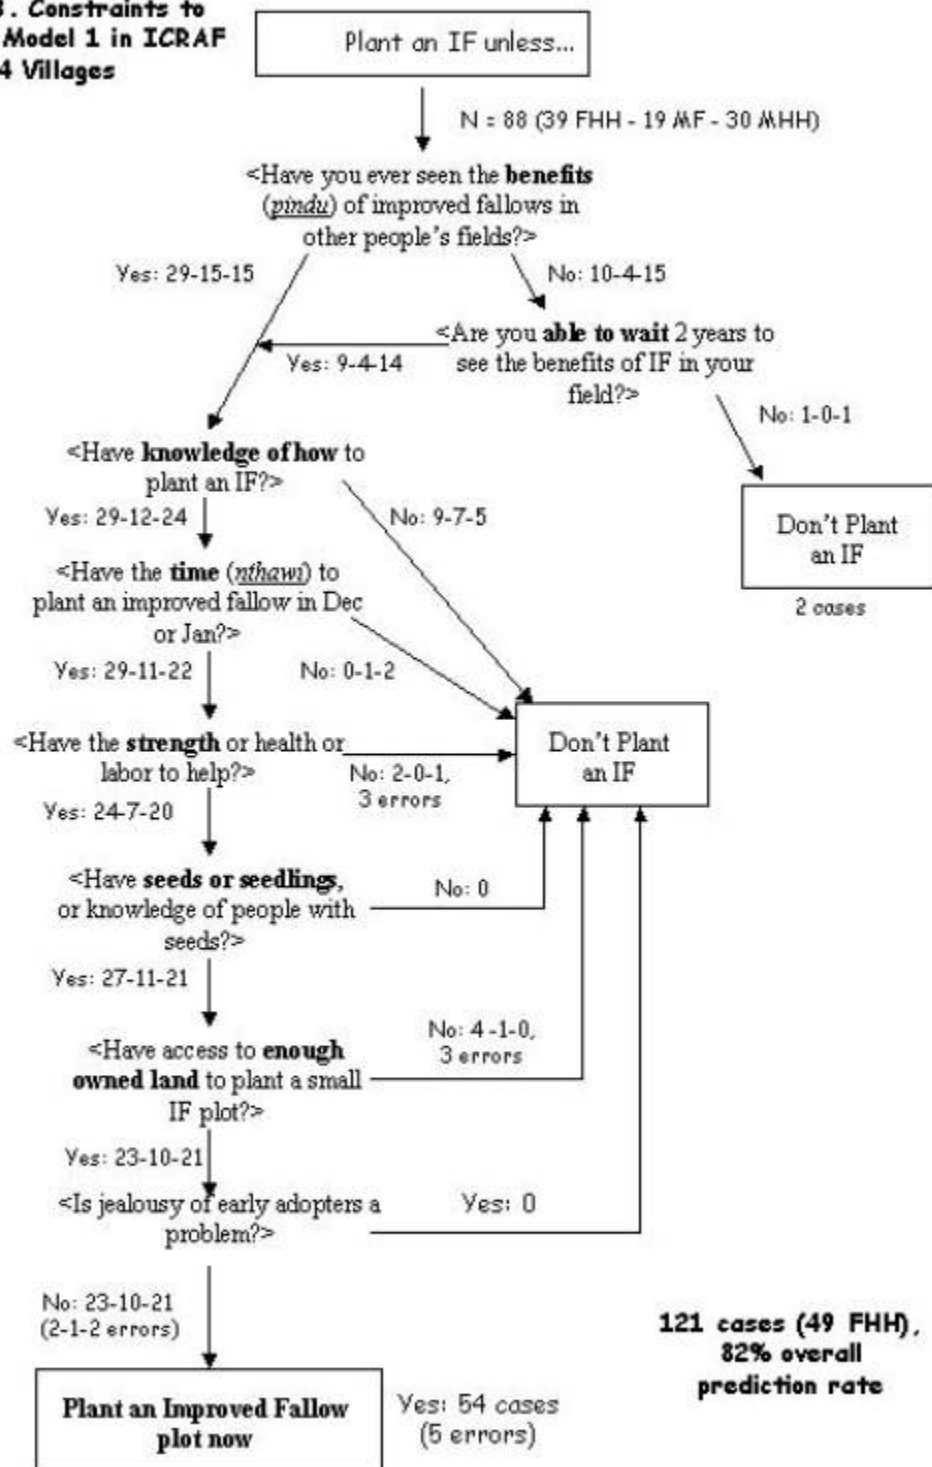 3. Constraints to
Model 1 in ICRAF
4 Villages
Plant an IF unless...
N = 88 (39 FHH - 19 MF - 30 MHH)
<Have you ever seen the benefits
(pindu) of improved fallows in
other people's fields?>
Yes: 29-15-15
No: 10-4-15
<Are you able to wait 2 years to
see the benefits of IF in your
field?>
Yes: 9-4-14
No: 1-0-1
Don't Plant
an IF
2 cases
<Have knowledge of how to
plant an IF?>
Yes: 29-12-24
No: 9-7-5
<Have the time (nthawi) to
plant an improved fallow in Dec
or Jan?>
Yes: 29-11-22
No: 0-1-2
<Have the strength or health or
labor to help?>
No: 2-0-1,
3 errors
Don't Plant
an IF
Yes: 24-7-20
<Have seeds or seedlings,
or knowledge of people with
seeds?>
No: 0
Yes: 27-11-21
<Have access to enough
owned land to plant a small
IF plot?>
No: 4 -1-0,
3 errors
Yes: 23-10-21
<Is jealousy of early adopters a
problem?>
Yes: 0
No: 23-10-21
(2-1-2 errors)
121 cases (49 FHH),
82% overall
prediction rate
Plant an Improved Fallow
plot now
Yes: 54 cases
(5 errors)